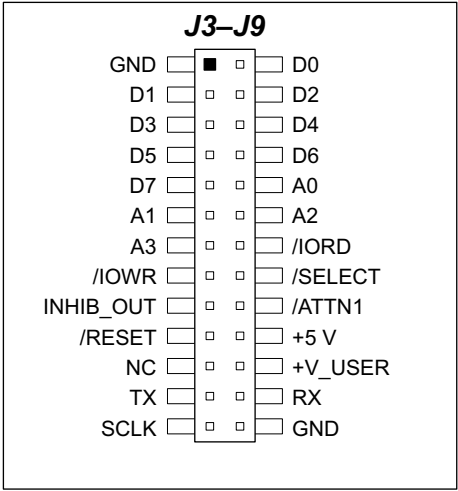 J3–J9
GND D0
D1 D2
D3 D4
D5 D6
D7 A0
A1 A2
A3 /IORD
/IOWR /SELECT
INHIB_OUT /ATTN1
/RESET +5 V
NC +V_USER
TX RX
SCLK GND